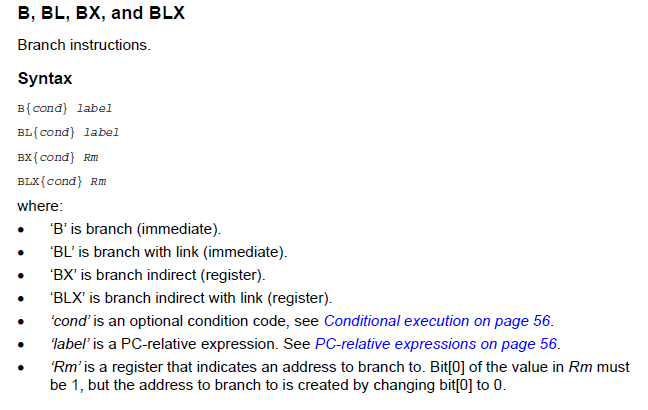 B, BL, BX, and BLX
Branch instructions.
Syntax
B{cond} label
BL{cond} label
BX{cond} Rm
BLX{cond} Rm
where:
• ‘B’ is branch (immediate).
• ‘BL’ is branch with link (immediate).
• ‘BX’ is branch indirect (register).
• ‘BLX’ is branch indirect with link (register).
• ‘cond’ is an optional condition code, see Conditional execution on page 56.
• ‘label’ is a PC-relative expression. See PC-relative expressions on page 56.
• ‘Rm’ is a register that indicates an address to branch to. Bit[0] of the value in Rm must
be 1, but the address to branch to is created by changing bit[0] to 0.